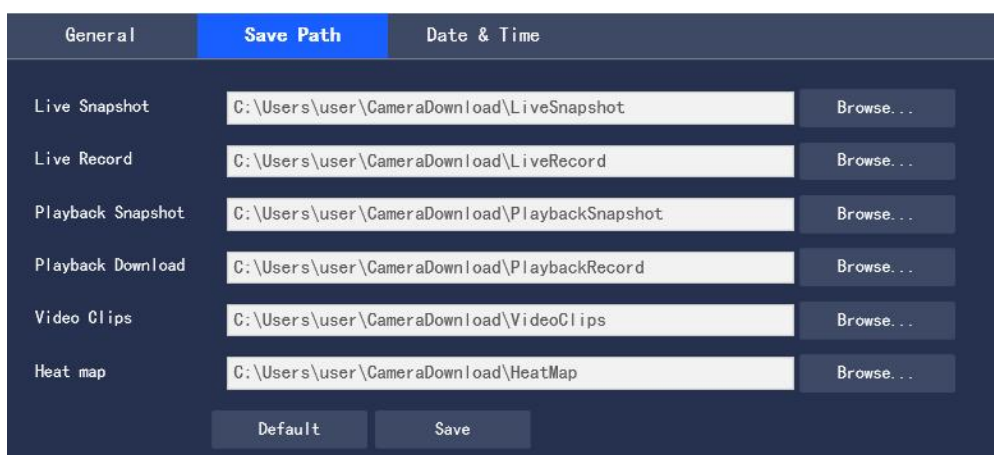 General Save Path Date & Time
Live Snapshot C:\Users\user\CameraDownload\LiveSnapshot Browse...
Live Record C:\Users\user\CameraDownload\LiveRecord Browse...
Playback Snapshot C:\Users\user\CameraDownload\PlaybackSnapshot Browse...
Playback Download C:\Users\user\CameraDownload\PlaybackRecord Browse...
Video Clips C:\Users\user\CameraDownload\VideoClips Browse...
Heat map C:\Users\user\CameraDownload\HeatMap Browse...
Default Save